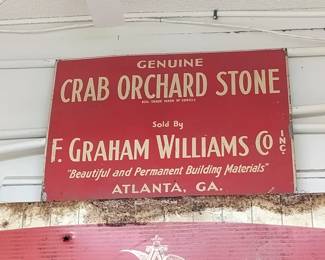 GENUINE
CRAB ORCHARD STONE
Sold By
F. GRAHAM WILLIAMS CO INC.
"Beautiful and Permanent Building Materials"
ATLANTA, GA.